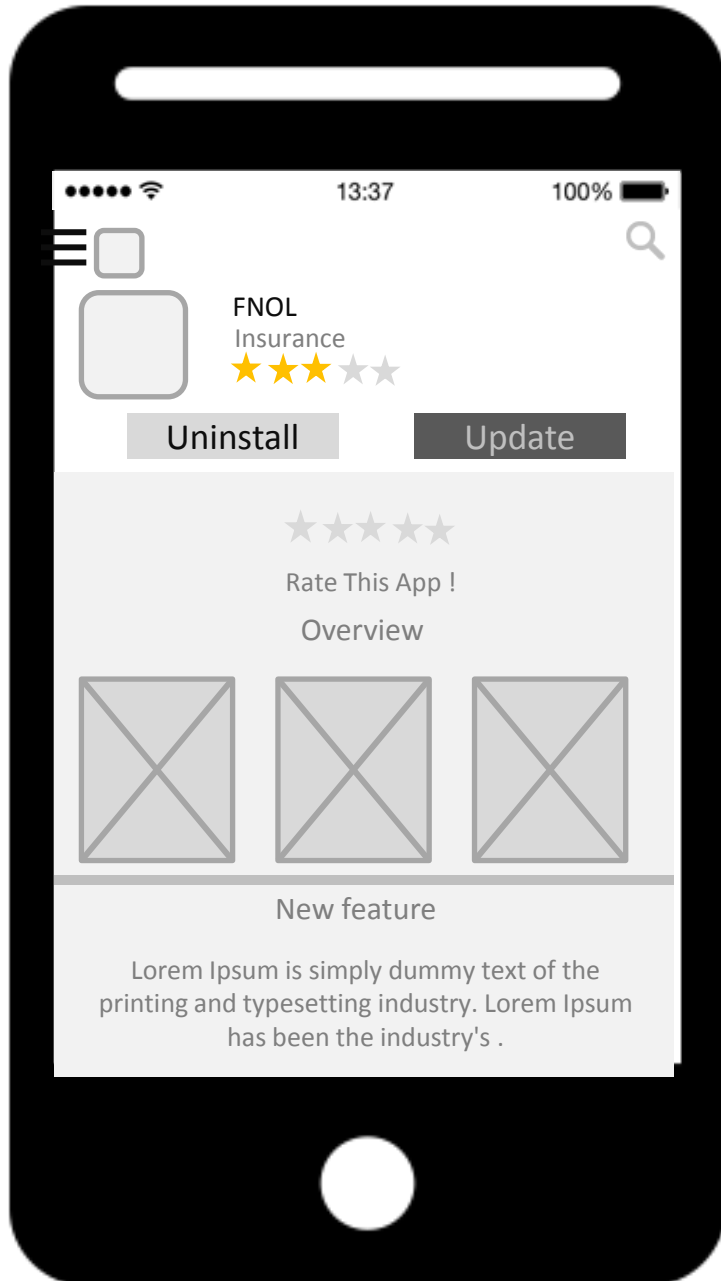 13:37
100%
FNOL
Insurance
Uninstall
Update
Rate This App !
Overview
New feature
Lorem Ipsum is simply dummy text of the
printing and typesetting industry. Lorem Ipsum
has been the industry's .